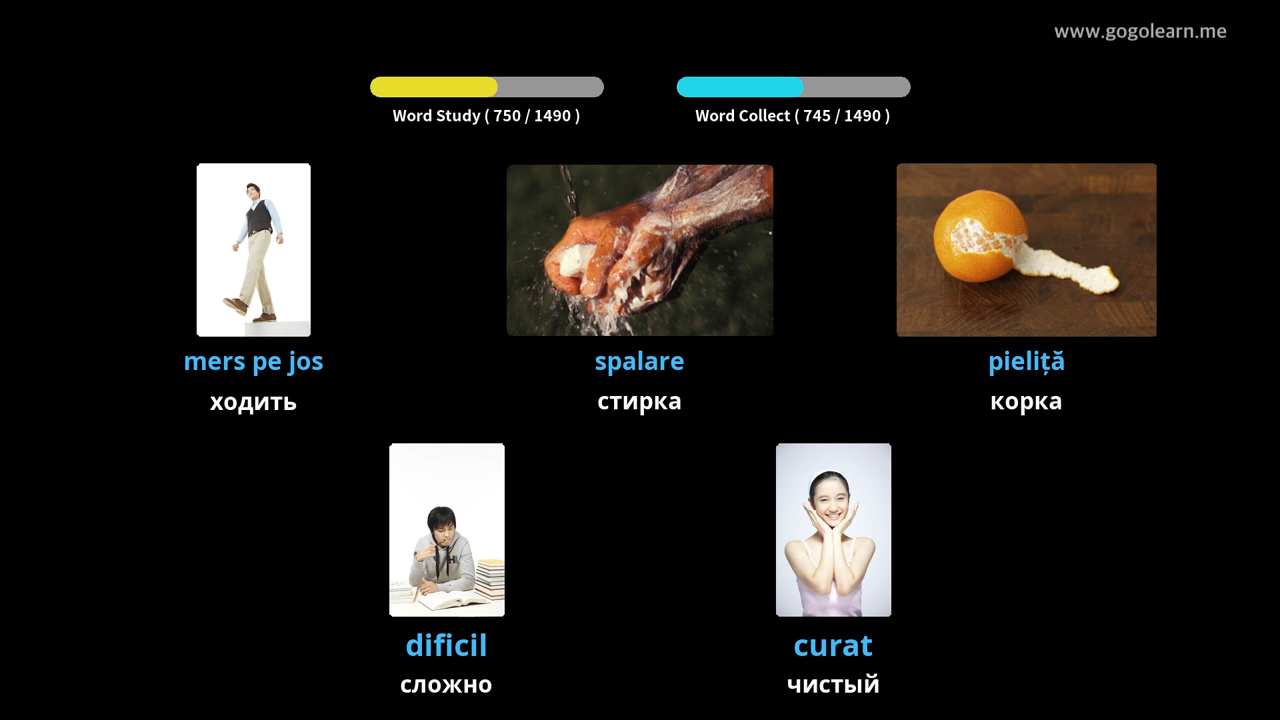 www.gogolearn.me
Word Study ( 750 / 1490 )
Word Collect ( 745 / 1490 )
mers pe jos
ходить
spalare
стирка
pieliță
корка
dificil
сложно
curat
чистый